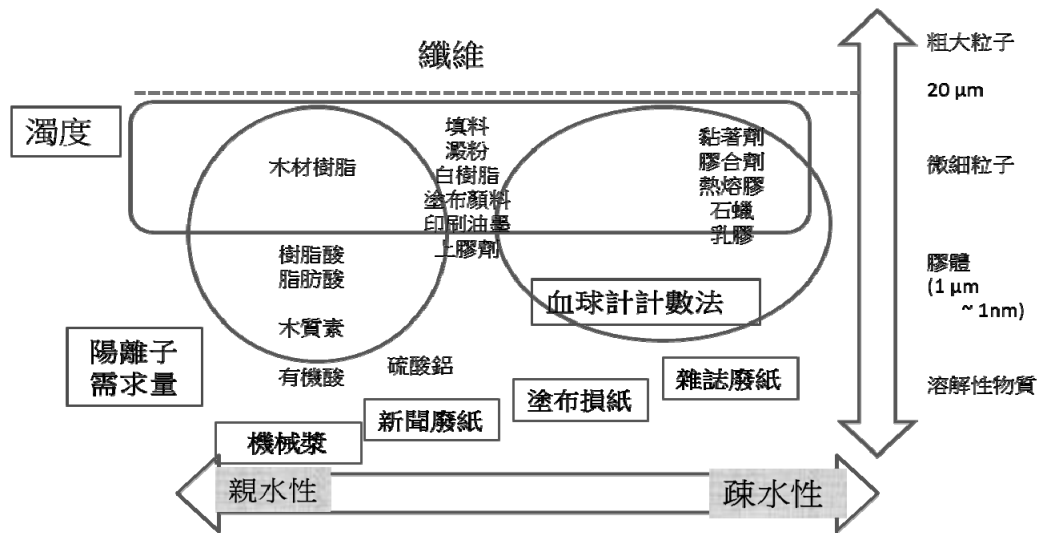 纖維
粗大粒子
20 μm
濁度
木材樹脂
填料
澱粉
白樹脂
塗布顏料
印刷油墨
上膠劑
黏著劑
膠合劑
熱熔膠
石蠟
乳膠
微細粒子
樹脂酸
脂肪酸
木質素
有機酸
硫酸鋁
血球計計數法
膠體
(1 μm
~ 1nm)
陽離子
需求量
溶解性物質
機械漿
新聞廢紙
塗布損紙
雜誌廢紙
親水性
疎水性